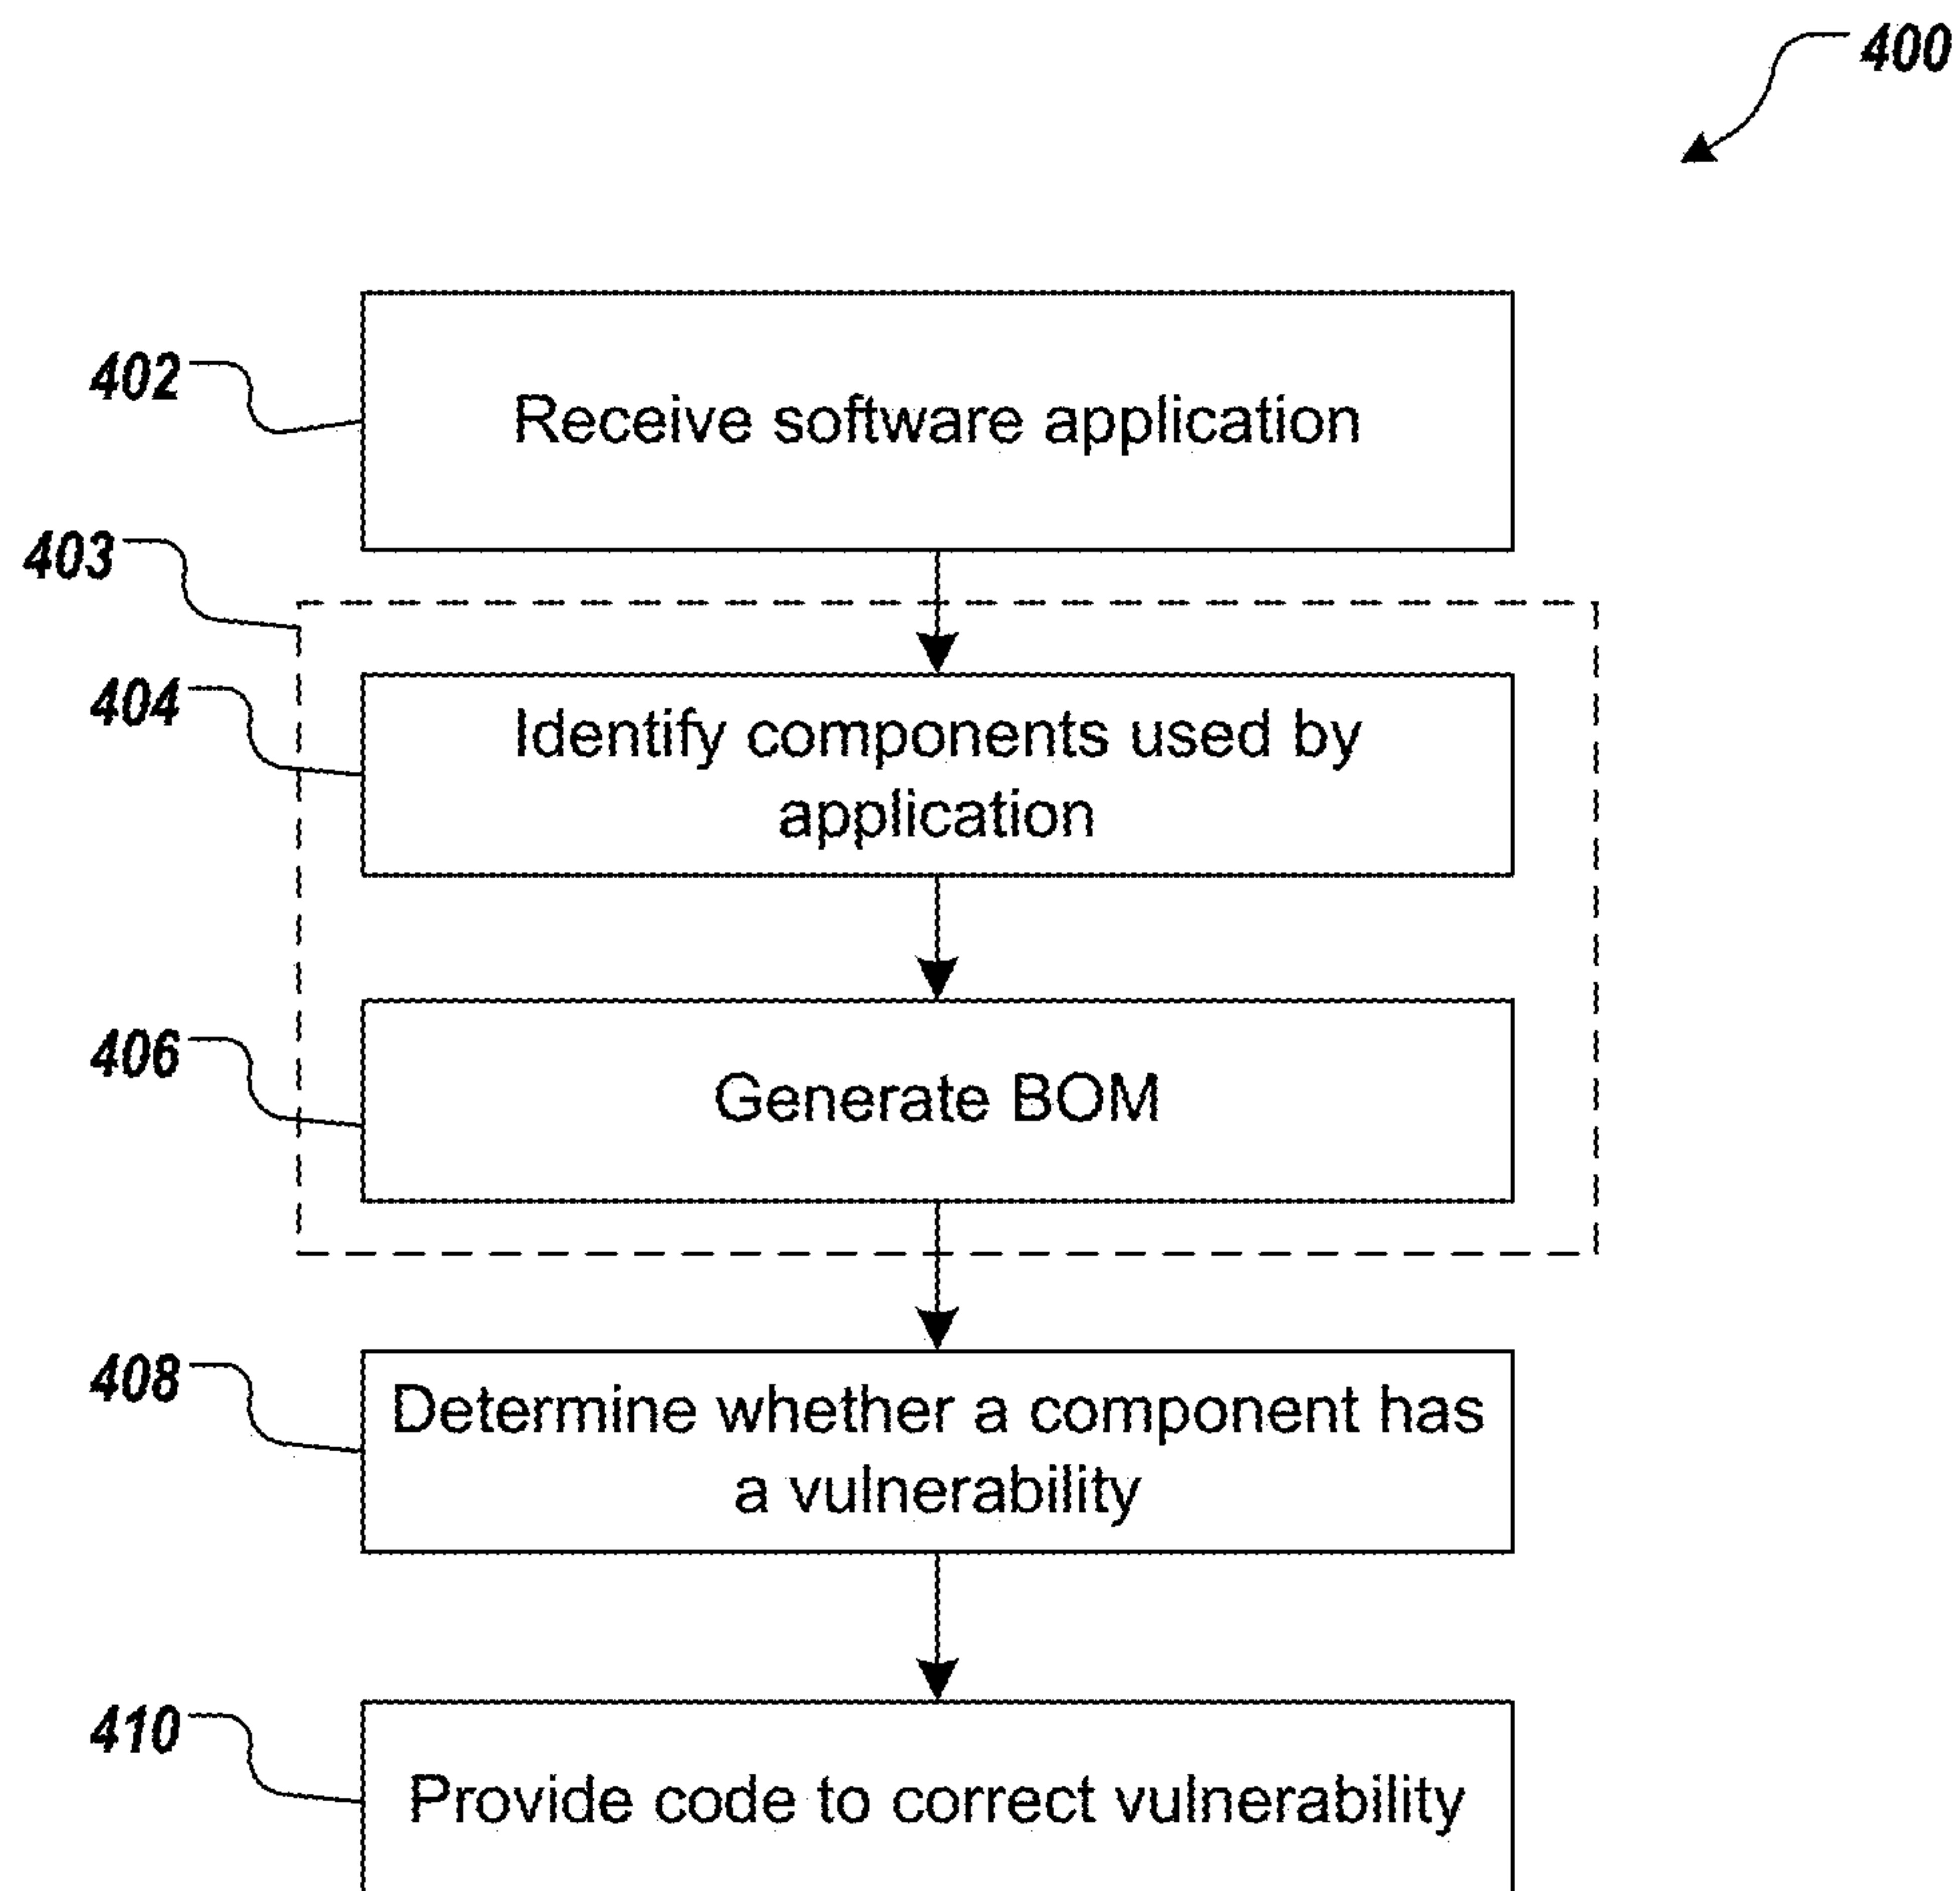 400
402
Receive software application
403
404
Identify components used by
application
406
Generate BOM
408
Determine whether a component has
a vulnerability
410
Provide code to correct vulnerability